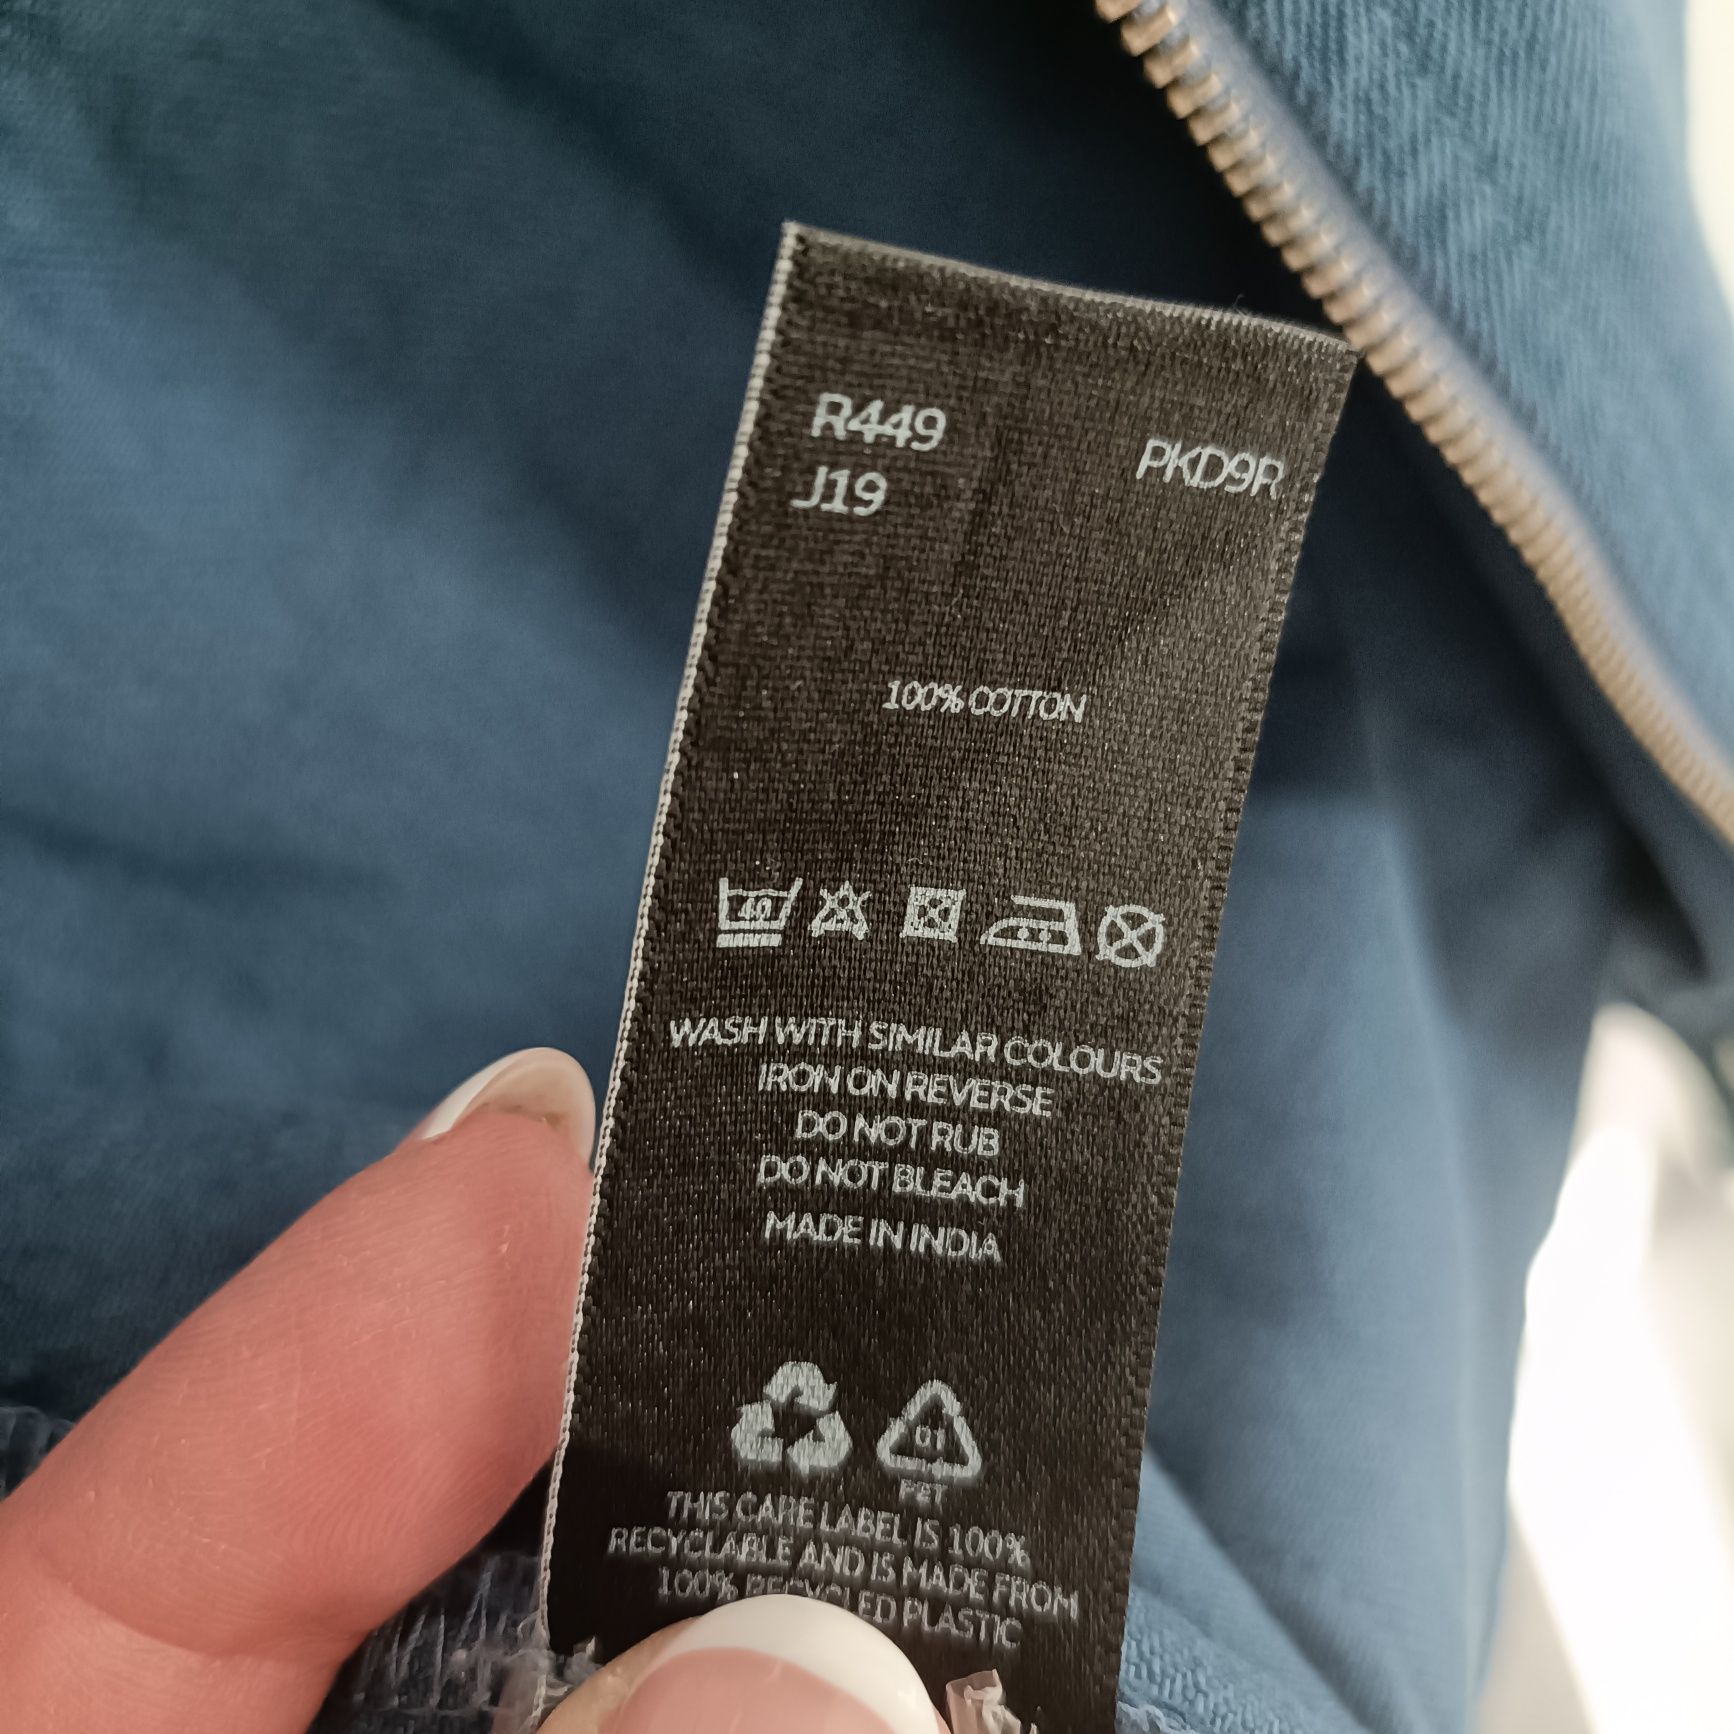 R449
J19
PKD9R
100% COTTON
40
WASH WITH SIMILAR COLOURS
IRON ON REVERSE
DO NOT RUB
DO NOT BLEACH
MADE IN INDIA
01
PET
THIS CARE LABEL IS 100%
RECYCLABLE AND IS MADE FROM
100% RECYCLED PLASTIC